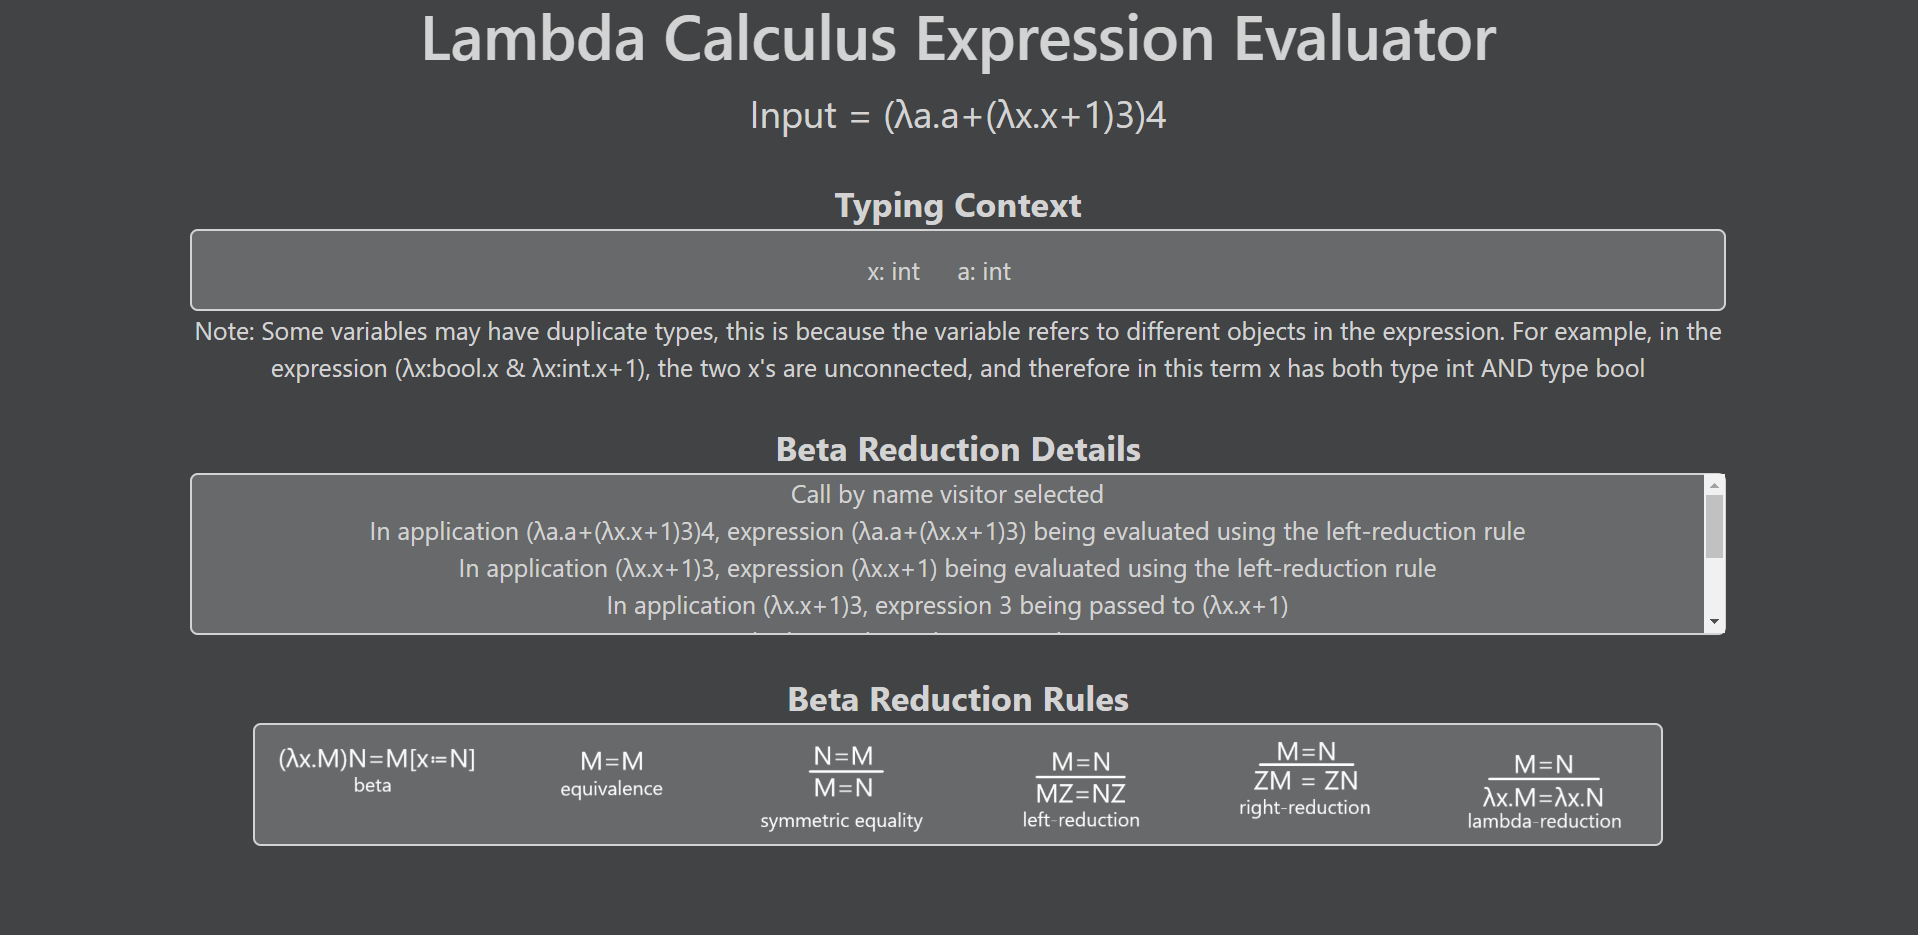 Lambda Calculus Expression Evaluator
Input = (λa.a+(λx.x+1)3)4
Typing Context
x: int a: int
Note: Some variables may have duplicate types, this is because the variable refers to different objects in the expression. For example, in the
expression (λx:bool.x & λx:int.x+1), the two x's are unconnected, and therefore in this term x has both type int AND type bool
Beta Reduction Details
Call by name visitor selected
In application (λa.a+(λx.x+1)3)4, expression (λa.a+(λx.x+1)3) being evaluated using the left-reduction rule
In application (λx.x+1)3, expression (λx.x+1) being evaluated using the left-reduction rule
In application (λx.x+1)3, expression 3 being passed to (λx.x+1)
Beta Reduction Rules
(λx.M)N=M[x≔N]
beta
M=M
equivalence
N=M
M=N
symmetric equality
M=N
MZ=NZ
left-reduction
M=N
ZM = ZN
right-reduction
M=N
λx.M=λx.N
lambda-reduction